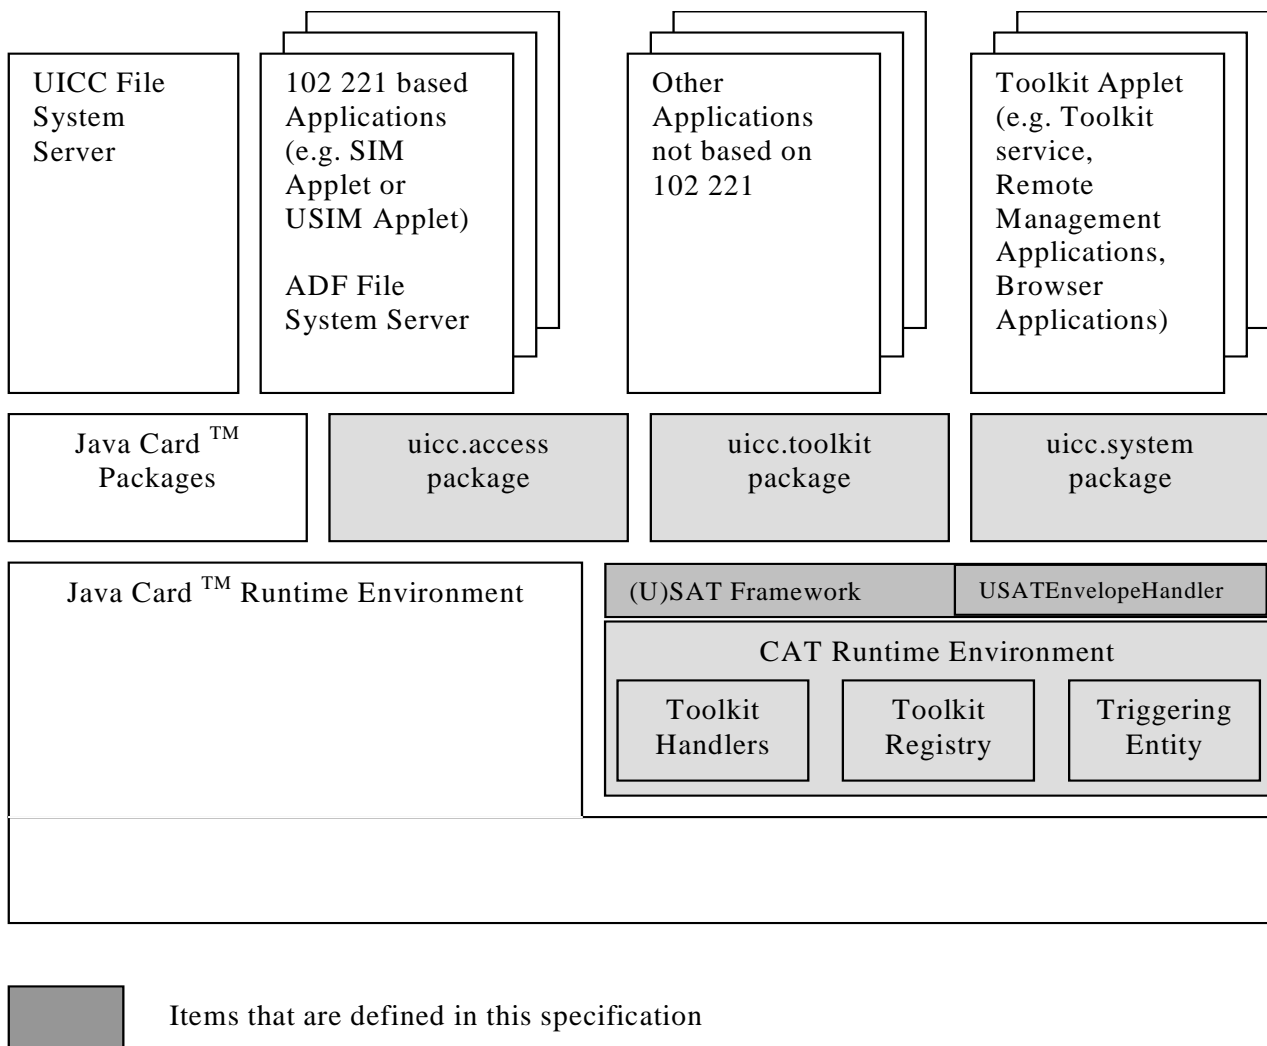 UICC File
System
Server
102 221 based
Applications
(e.g. SIM
Applet or
USIM Applet)
ADF File
System Server
Other
Applications
not based on
102 221
Toolkit Applet
(e.g. Toolkit
service,
Remote
Management
Applications,
Browser
Applications)
Java Card TM
Packages
uicc.access
package
uicc.toolkit
package
uicc.system
package
Java Card TM Runtime Environment
(U)SAT Framework
USATEnvelopeHandler
CAT Runtime Environment
Toolkit
Handlers
Toolkit
Registry
Triggering
Entity
Items that are defined in this specification